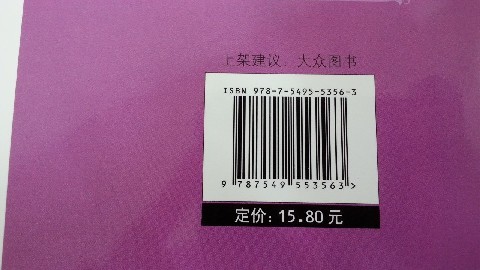 上架建议：大众图书
ISBN 978-7-5495-5356-3
9 787549 553563 >
定价: 15.80 元